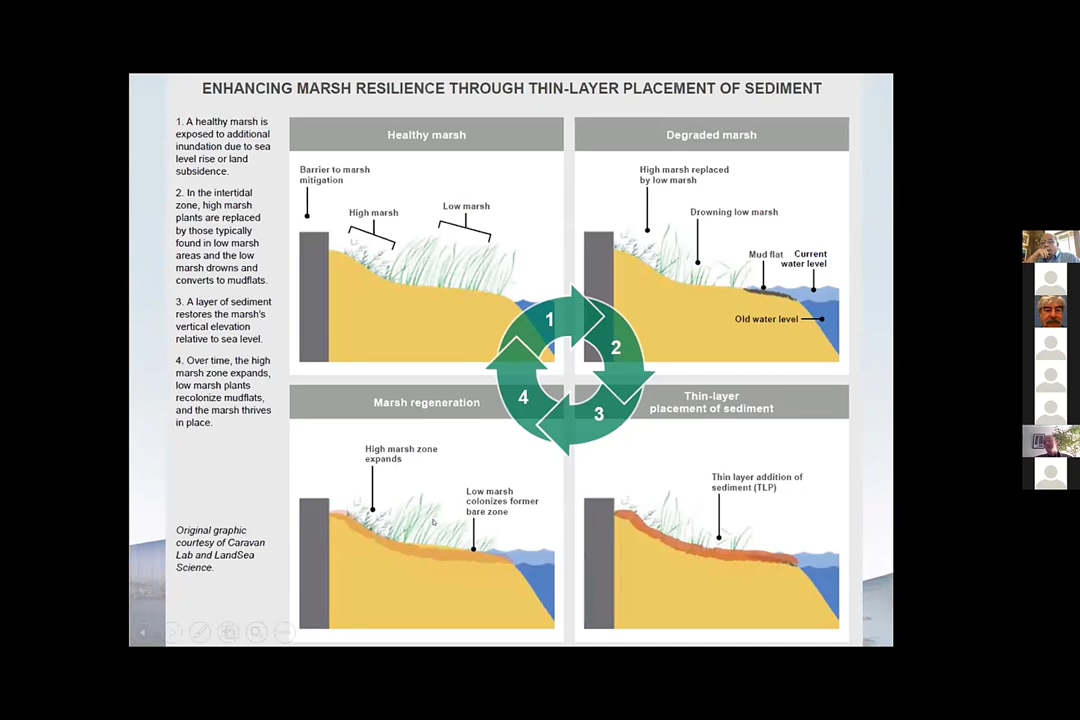 ENHANCING MARSH RESILIENCE THROUGH THIN-LAYER PLACEMENT OF SEDIMENT
1. A healthy marsh is
exposed to additional
inundation due to sea
level rise or land
subsidence.
2. In the intertidal
zone, high marsh
plants are replaced
by those typically
found in low marsh
areas and the low
marsh drowns and
converts to mudflats.
3. A layer of sediment
restores the marsh's
vertical elevation
relative to sea level.
4. Over time, the high
marsh zone expands,
low marsh plants
recolonize mudflats,
and the marsh thrives
in place.
Original graphic
courtesy of Caravan
Lab and LandSea
Science.
Healthy marsh
Barrier to marsh
mitigation
High marsh
Low marsh
Degraded marsh
High marsh replaced
by low marsh
Drowning low marsh
Mud flat
Current
water level
Old water level
1
2
3
4
Marsh regeneration
High marsh zone
expands
Low marsh
colonizes former
bare zone
Thin-layer
placement of sediment
Thin layer addition of
sediment (TLP)